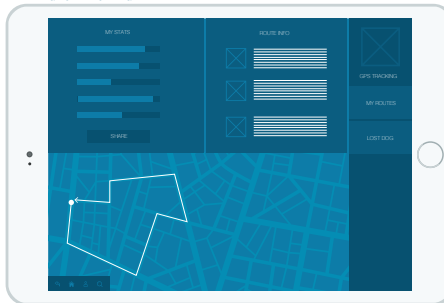 MY STATS
SHARE
ROUTE INFO.
GPS TRACKING
MY ROUTES
LOST DOG